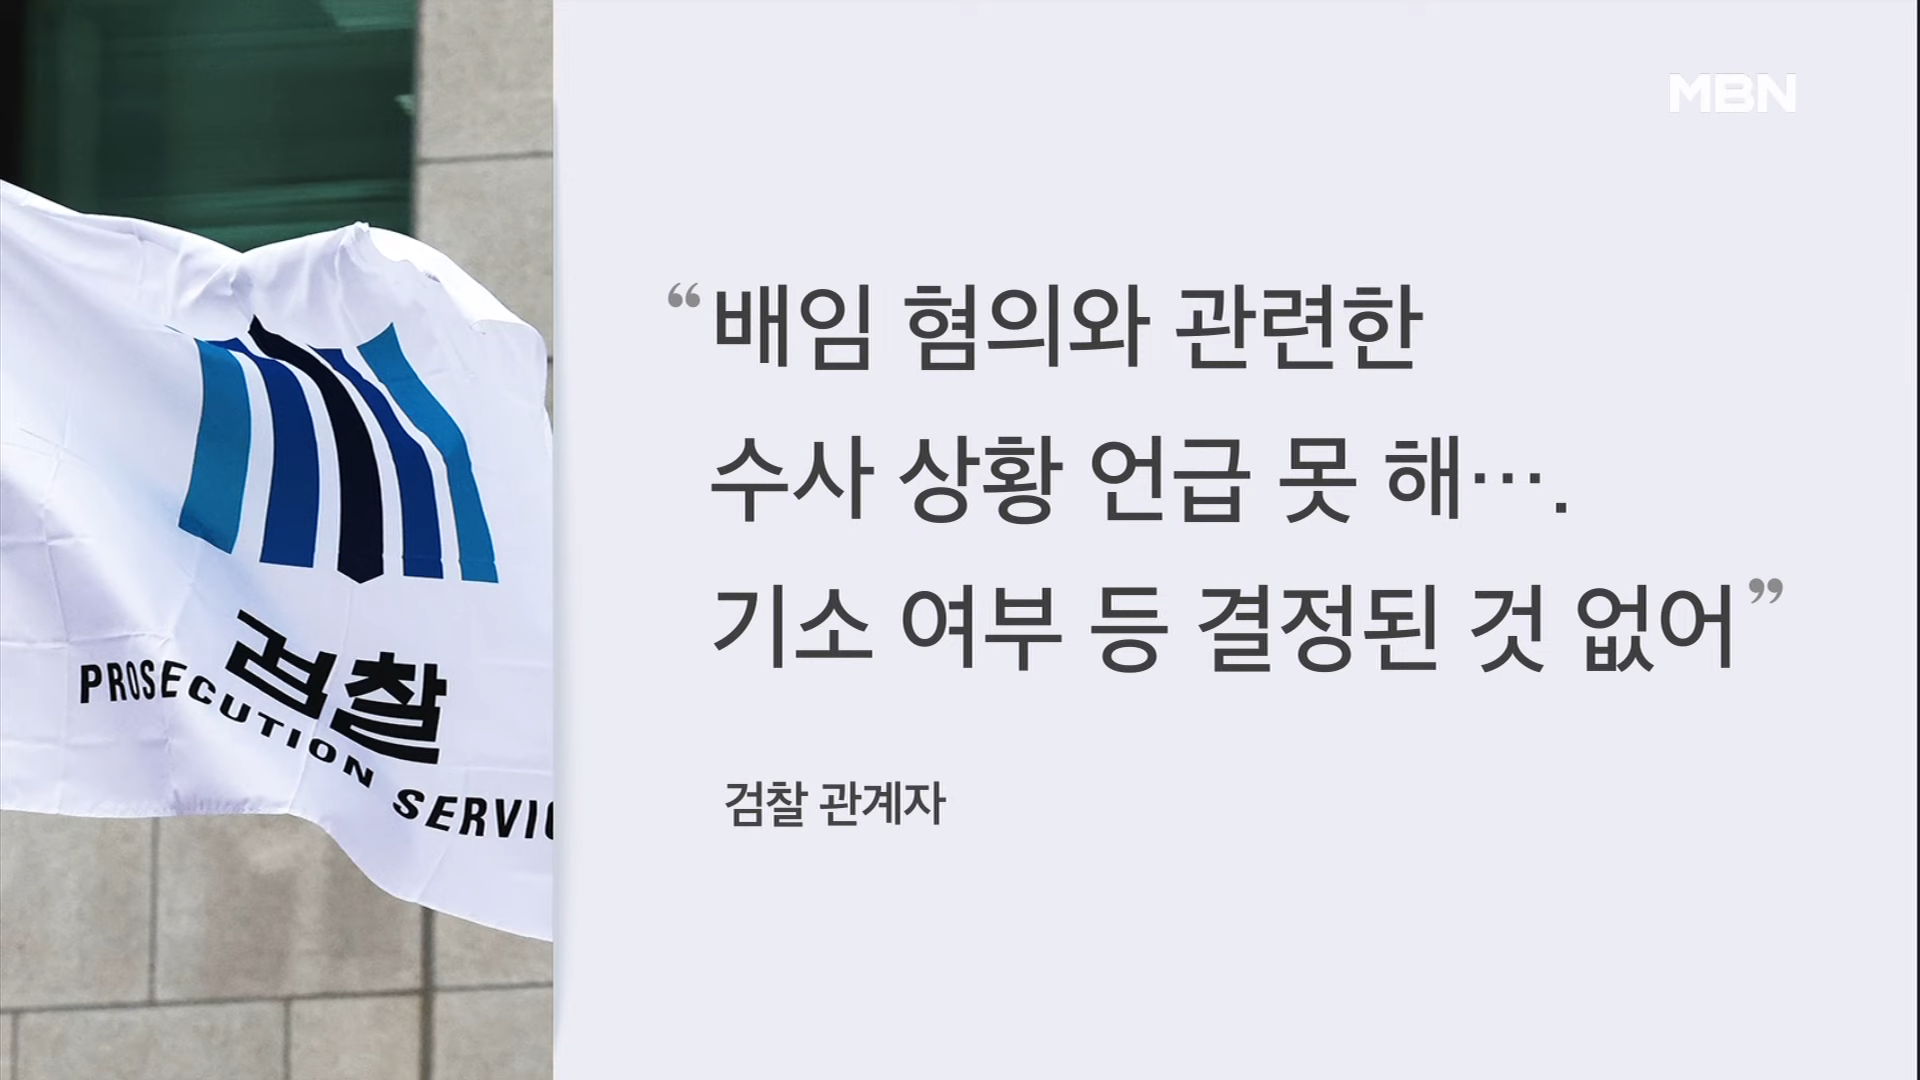 MBN
“배임 혐의와 관련한
수사 상황 언급 못 해….
기소 여부 등 결정된 것 없어”
검찰 관계자
검찰
PROSECUTION SERVIC